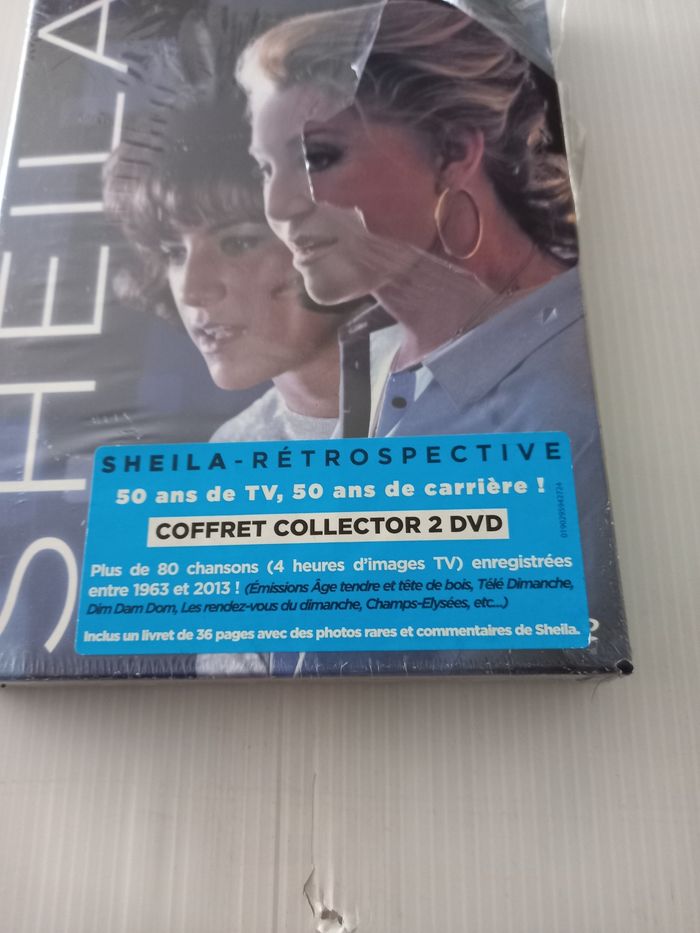 SHEILA
SHEILA - RÉTROSPECTIVE
50 ans de TV, 50 ans de carrière !
COFFRET COLLECTOR 2 DVD
Plus de 80 chansons (4 heures d'images TV) enregistrées
entre 1963 et 2013 ! (Émissions Âge tendre et tête de bois, Télé Dimanche,
Dim Dam Dom, Les rendez-vous du dimanche, Champs-Elysées, etc...)
Inclus un livret de 36 pages avec des photos rares et commentaires de Sheila.